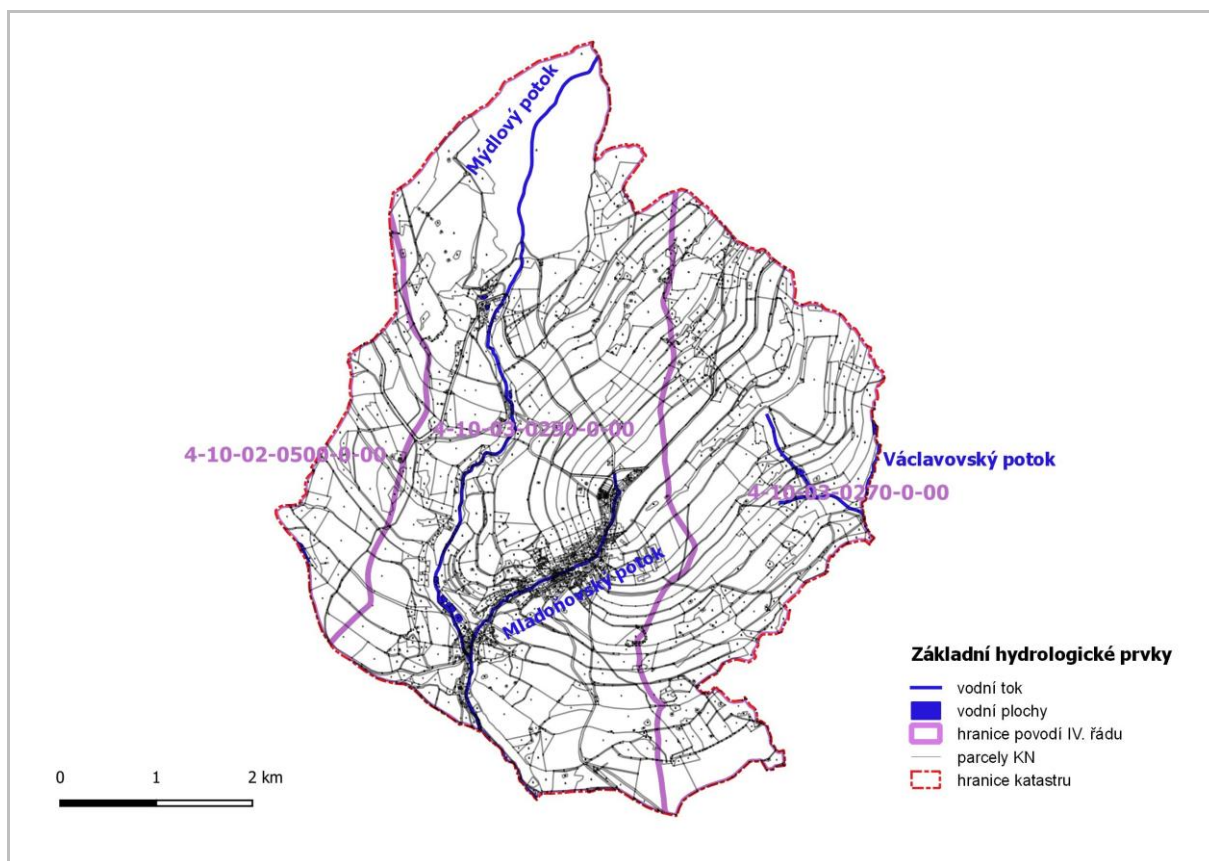 Mýdlový potok
4-10-03-0290-0-00
4-10-02-0500-0-00
Václavovský potok
4-10-03-0270-0-00
Mladoňovský potok
Základní hydrologické prvky
vodní tok
vodní plochy
hranice povodí IV. řádu
parcely KN
hranice katastru
0 1 2 km